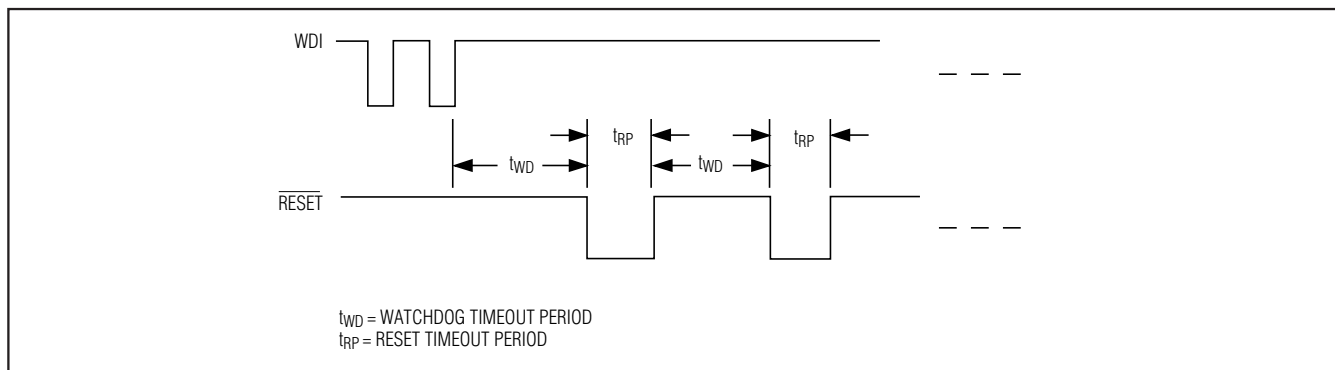 WDI
tRP tRP
tWD tWD
RESET
tWD = WATCHDOG TIMEOUT PERIOD
tRP = RESET TIMEOUT PERIOD